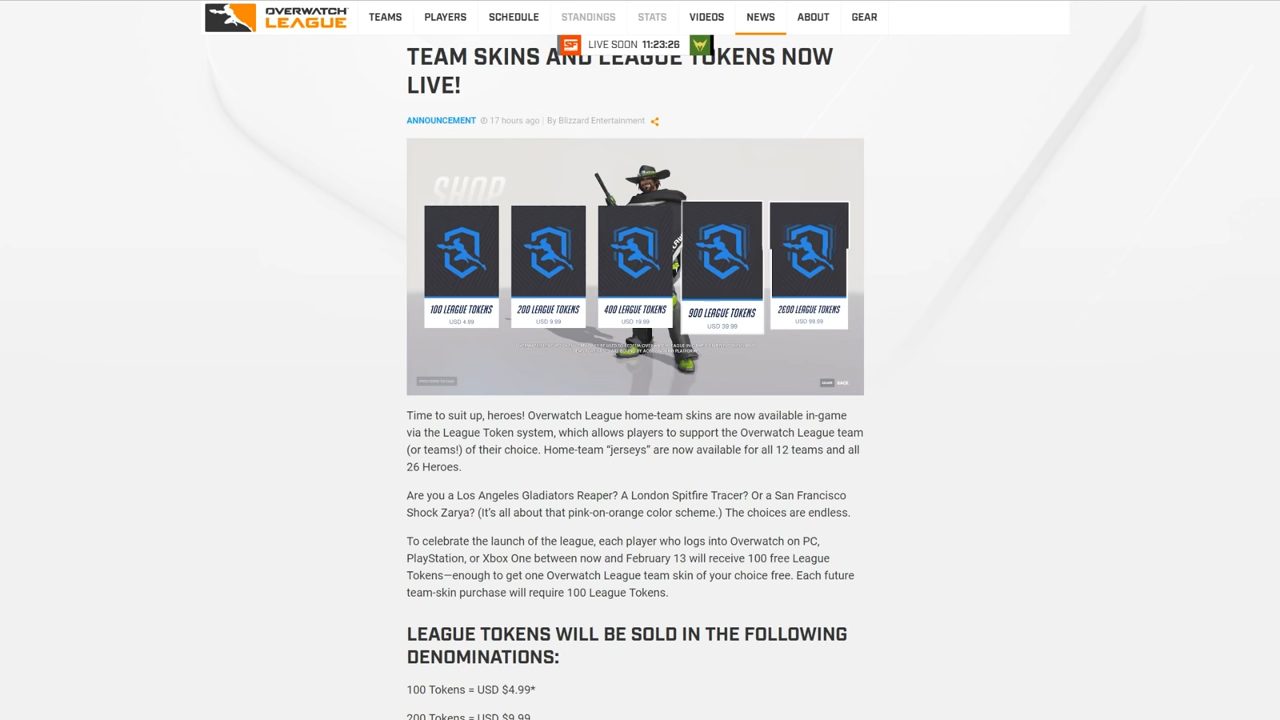 OVERWATCH
LEAGUE
TEAMS
PLAYERS
SCHEDULE
STANDINGS
STATS
VIDEOS
NEWS
ABOUT
GEAR
LIVE SOON 11:23:26
TEAM SKINS AND LEAGUE TOKENS NOW
LIVE!
ANNOUNCEMENT 17 hours ago | By Blizzard Entertainment
SHOP
100 LEAGUE TOKENS
USD 4.99
200 LEAGUE TOKENS
USD 9.99
400 LEAGUE TOKENS
USD 19.99
900 LEAGUE TOKENS
USD 39.99
2600 LEAGUE TOKENS
USD 99.99
BACK
Time to suit up, heroes! Overwatch League home-team skins are now available in-game
via the League Token system, which allows players to support the Overwatch League team
(or teams!) of their choice. Home-team “jerseys” are now available for all 12 teams and all
26 Heroes.
Are you a Los Angeles Gladiators Reaper? A London Spitfire Tracer? Or a San Francisco
Shock Zarya? (It’s all about that pink-on-orange color scheme.) The choices are endless.
To celebrate the launch of the league, each player who logs into Overwatch on PC,
PlayStation, or Xbox One between now and February 13 will receive 100 free League
Tokens—enough to get one Overwatch League team skin of your choice free. Each future
team-skin purchase will require 100 League Tokens.
LEAGUE TOKENS WILL BE SOLD IN THE FOLLOWING
DENOMINATIONS:
100 Tokens = USD $4.99*
200 Tokens = USD $9.99